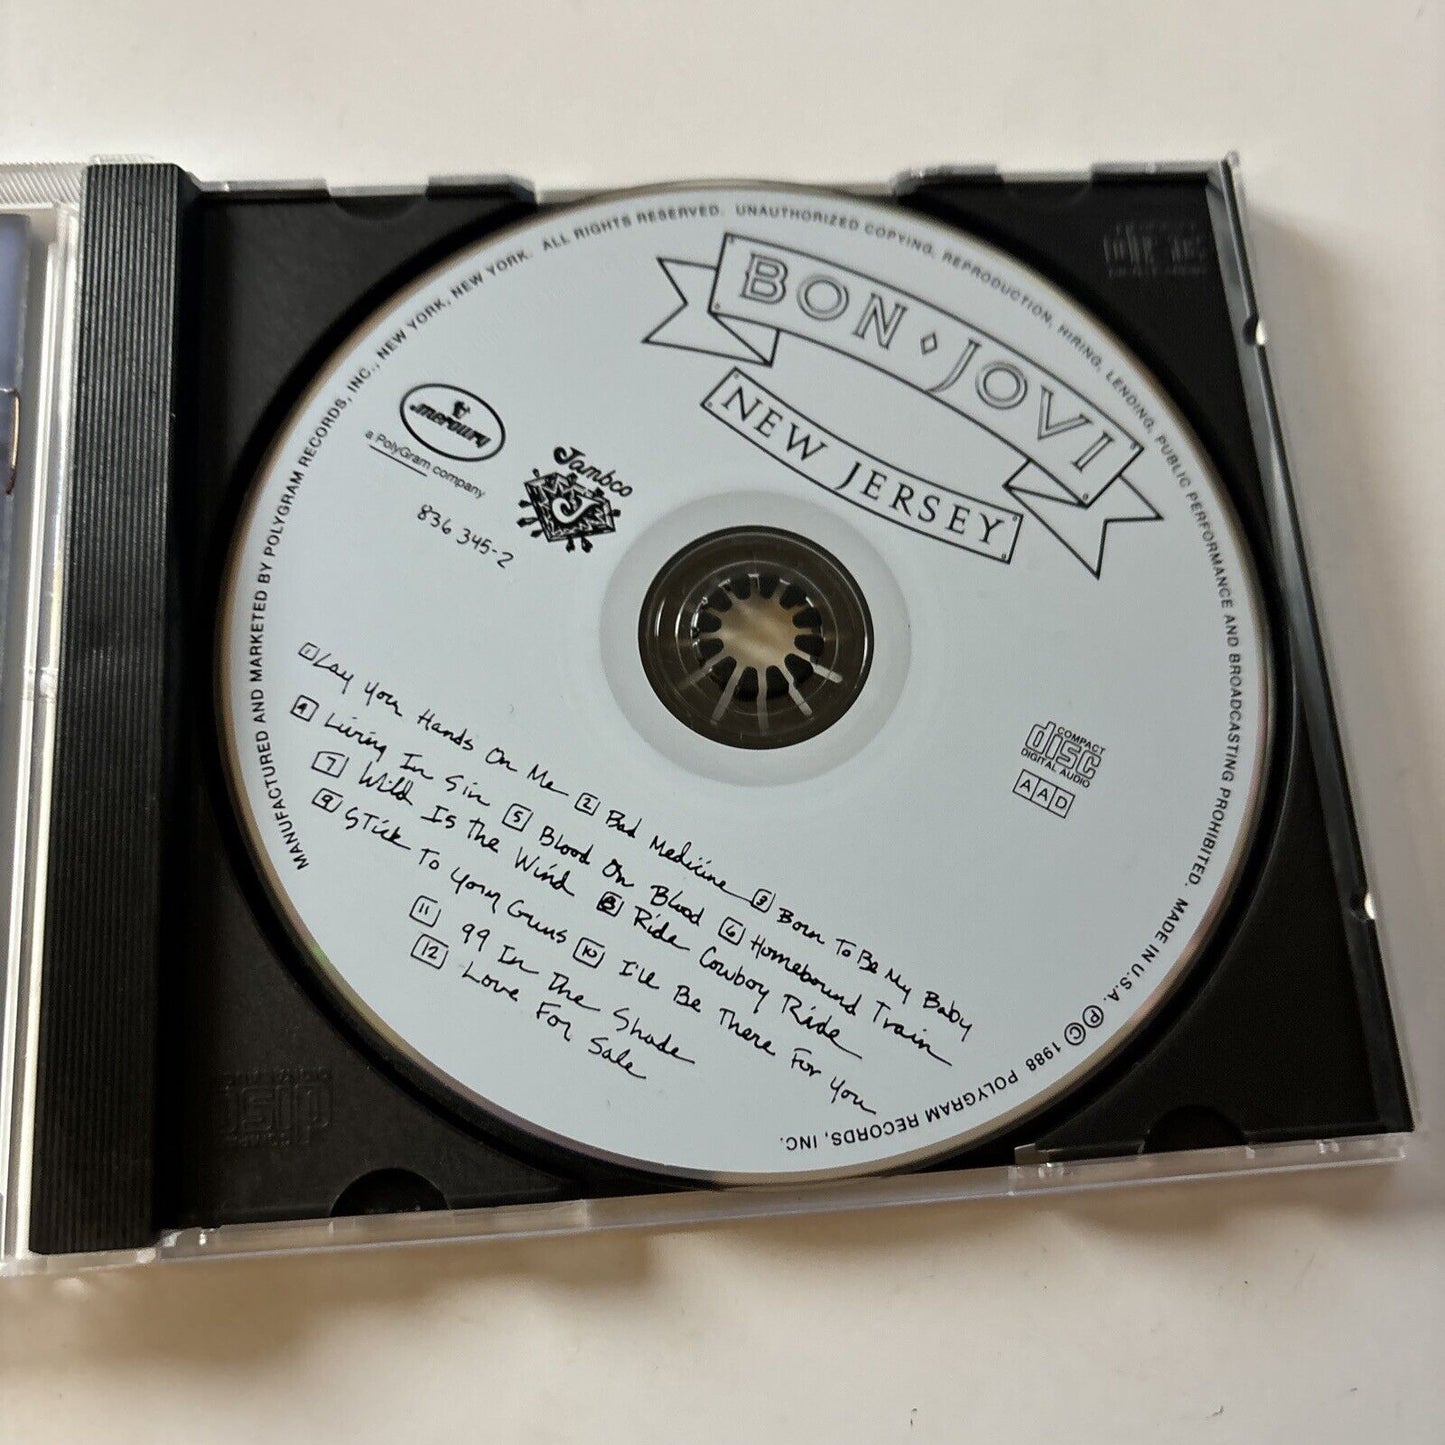 BON ◆ JOVI
NEW JERSEY
mercury
a PolyGram company
Jambco
J
836 345-2
COMPACT
disc
DIGITAL AUDIO
AAD
1 Lay Your Hands On Me 2 Bad Medicine 3 Born To Be My Baby
4 Living In Sin 5 Blood On Blood 6 Homebound Train
7 Wild Is The Wind 8 Ride Cowboy Ride
9 Stick To Your Guns 10 I'll Be There For You
11 99 In The Shade
12 Love For Sale
MANUFACTURED AND MARKETED BY POLYGRAM RECORDS, INC., NEW YORK, NEW YORK. ALL RIGHTS RESERVED. UNAUTHORIZED COPYING, REPRODUCTION, HIRING, LENDING, PUBLIC PERFORMANCE AND BROADCASTING PROHIBITED. MADE IN U.S.A. ℗ © 1988 POLYGRAM RECORDS, INC.